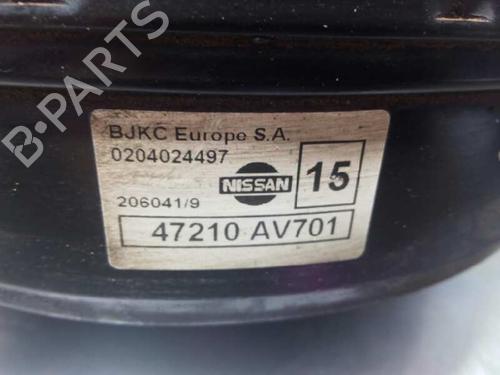 BJKC Europe S.A.
0204024497
NISSAN
15
206041/9
47210 AV701
B-PARTS